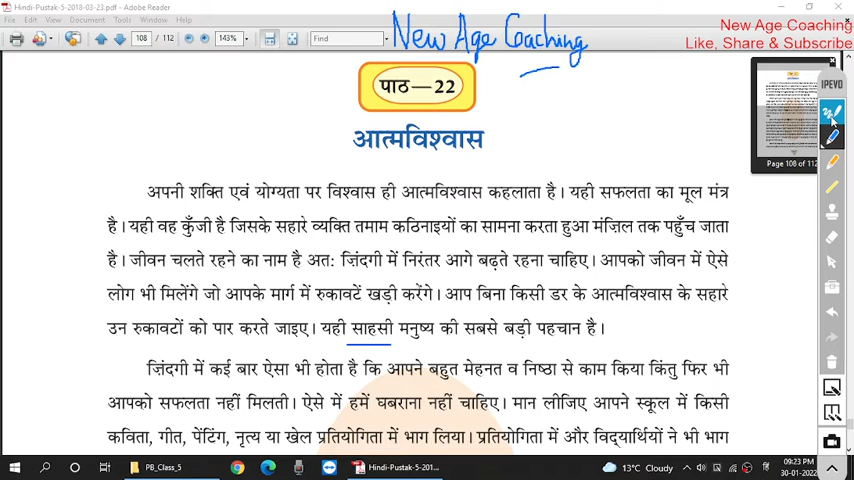 Hindi-Pustak-5-2018-03-23.pdf - Adobe Reader
Edit View Document Tools Window Help
108 / 112 143% Find
New Age Coaching
New Age Coaching
Like, Share & Subscribe
IPEVO
Page 108 of 112
पाठ—22
आत्मविश्वास
अपनी शक्ति एवं योग्यता पर विश्वास ही आत्मविश्वास कहलाता है। यही सफलता का मूल मंत्र
है। यही वह कुँजी है जिसके सहारे व्यक्ति तमाम कठिनाइयों का सामना करता हुआ मंज़िल तक पहुँच जाता
है। जीवन चलते रहने का नाम है अतः ज़िंदगी में निरंतर आगे बढ़ते रहना चाहिए। आपको जीवन में ऐसे
लोग भी मिलेंगे जो आपके मार्ग में रुकावटें खड़ी करेंगे। आप बिना किसी डर के आत्मविश्वास के सहारे
उन रुकावटों को पार करते जाइए। यही साहसी मनुष्य की सबसे बड़ी पहचान है।
ज़िंदगी में कई बार ऐसा भी होता है कि आपने बहुत मेहनत व निष्ठा से काम किया किंतु फिर भी
आपको सफलता नहीं मिलती। ऐसे में हमें घबराना नहीं चाहिए। मान लीजिए आपने स्कूल में किसी
कविता, गीत, पेंटिंग, नृत्य या खेल प्रतियोगिता में भाग लिया। प्रतियोगिता में और विद्यार्थियों ने भी भाग
PB_Class_5
Hindi-Pustak-5-201...
13°C Cloudy
ENG
09:23 PM
30-01-2022